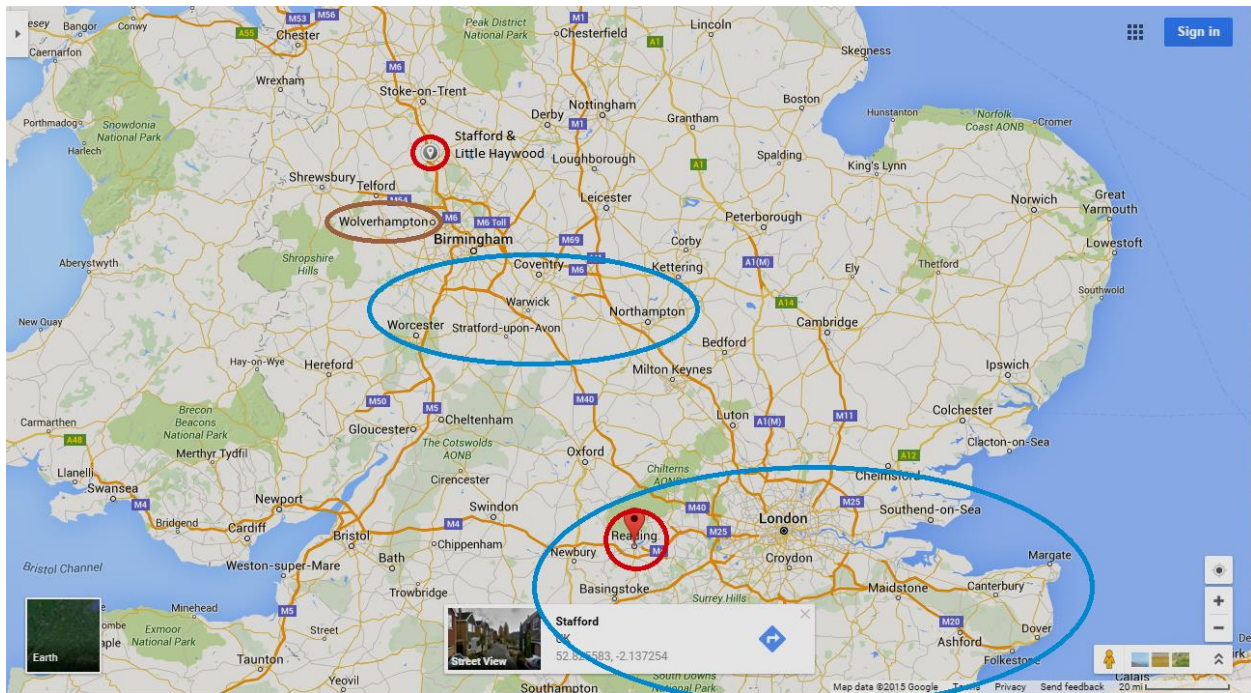 esey
Bangor
Conwy
M53
M56
Chester
A55
Caernarfon
Wrexham
M6
Stoke-on-Trent
Peak District
National Park
M1
Chesterfield
A1
Lincoln
Skegness
Sign in
Porthmadog
Snowdonia
National Park
Harlech
Derby
Nottingham
M1
Grantham
Boston
Hunstanton
Norfolk
Coast AONB
Cromer
Stafford &
Little Haywood
Loughborough
A1
Spalding
King's Lynn
Shrewsbury
Telford
M54
Leicester
Norwich
Great
Yarmouth
Wolverhampton
M6
M6 Toll
Birmingham
M69
Peterborough
Lowestoft
Aberystwyth
Shropshire
Hills
Coventry
M6
Corby
Kettering
A1(M)
Ely
Thetford
Southwold
New Quay
Warwick
Worcester
Stratford-upon-Avon
Northampton
A14
Cambridge
Bedford
Hay-on-Wye
Hereford
Milton Keynes
Ipswich
M50
M5
M40
Cheltenham
Gloucester
Luton
A1(M)
M11
Colchester
Carmarthen
A48
Brecon
Beacons
National Park
Merthyr Tydfil
The Cotswolds
AONB
Oxford
Clacton-on-Sea
A12
Chelmsford
Llanelli
Swansea
M4
Cirencester
Chilterns
AONB
Newport
Swindon
M40
M25
Southend-on-Sea
Bridgend
Cardiff
Bristol
M4
Chippenham
Reading
London
M25
Newbury
Croydon
Margate
Bristol Channel
Weston-super-Mare
Bath
Trowbridge
Basingstoke
Surrey Hills
Maidstone
Canterbury
Minehead
M5
Exmoor
National Park
Street
Taunton
Yeovil
Earth
Street View
Stafford
UK
52.825583, -2.137254
M20
Dover
Ashford
Folkestone
Southampton
South Downs
National Park
Calais
Map data ©2015 Google
Terms
Privacy
Send feedback
20 mi